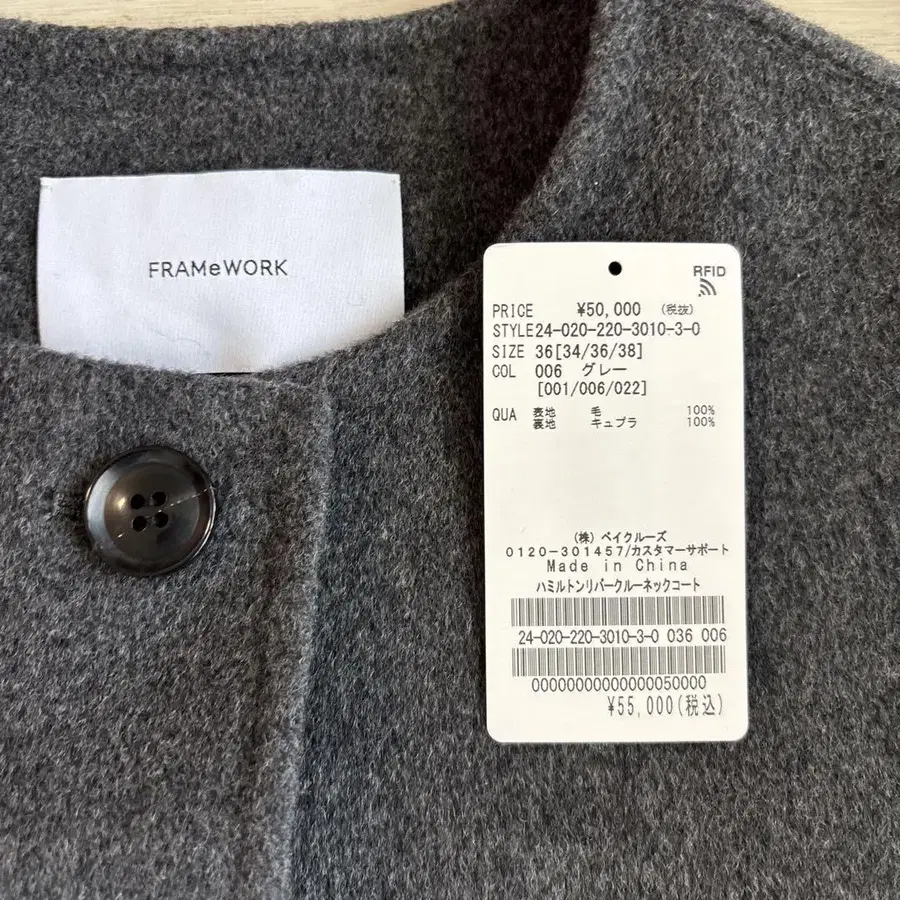 FRAMeWORK
RFID
PRICE ¥50,000 (税抜)
STYLE24-020-220-3010-3-0
SIZE 36[34/36/38]
COL 006 グレー
[001/006/022]
QUA 表地 毛 100%
裏地 キュプラ 100%
(株) ベイクルーズ
0120-301457/カスタマーサポート
Made in China
ハミルトンリバークルーネックコート
24-020-220-3010-3-0 036 006
00000000000000050000
¥55,000(税込)